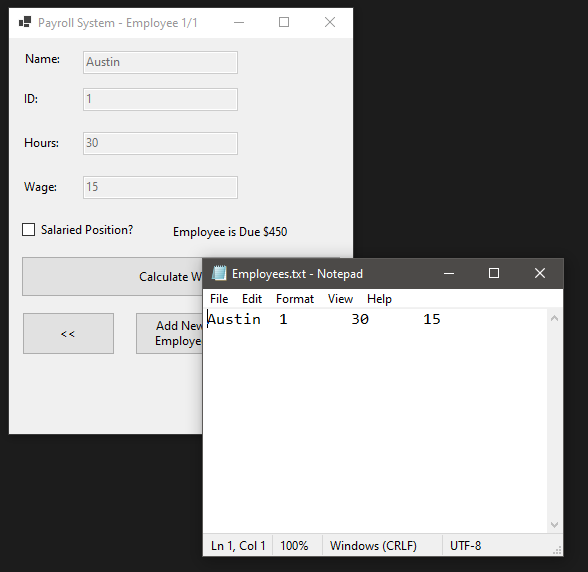 Payroll System - Employee 1/1
Name: Austin
ID: 1
Hours: 30
Wage: 15
Salaried Position? Employee is Due $450
Calculate W
<< Add New
Employe
Employees.txt - Notepad
File Edit Format View Help
Austin 1 30 15
Ln 1, Col 1 100% Windows (CRLF) UTF-8